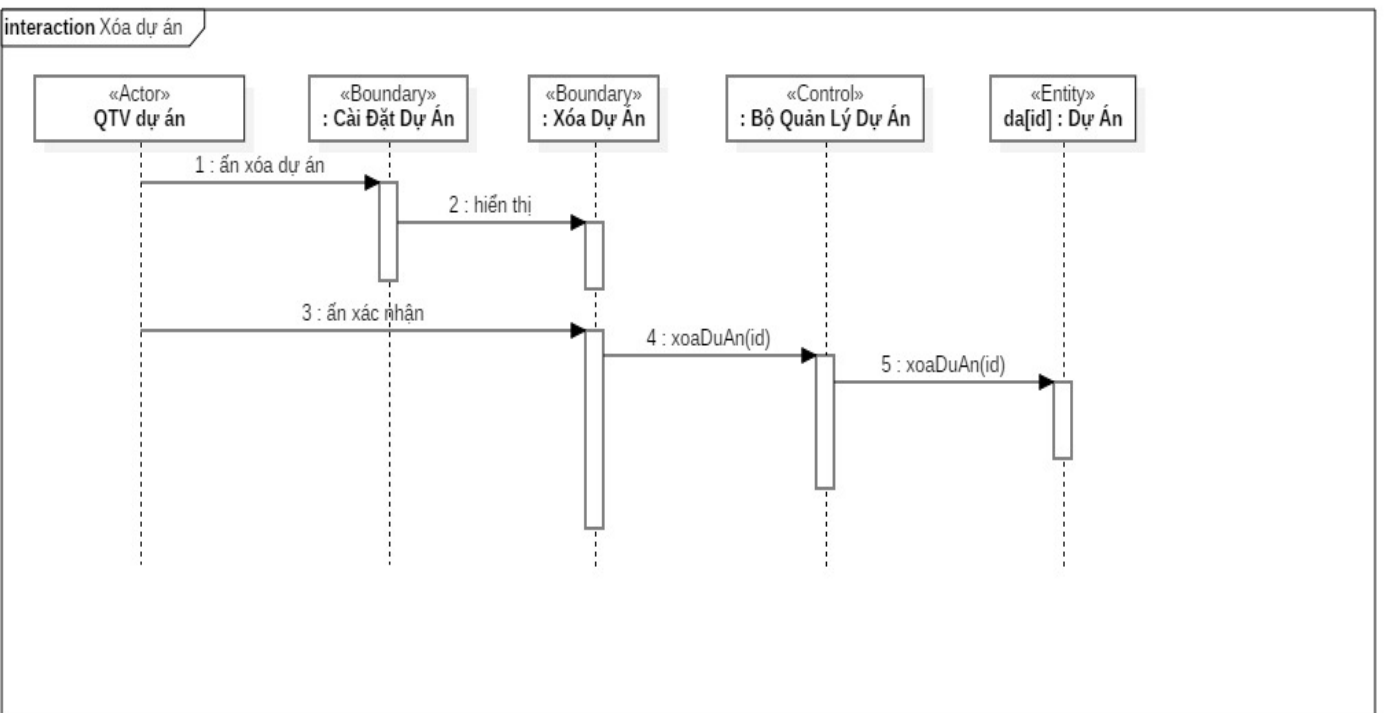 interaction Xóa dự án
«Actor»
QTV dự án
«Boundary»
: Cài Đặt Dự Án
«Boundary»
: Xóa Dự Án
«Control»
: Bộ Quản Lý Dự Án
«Entity»
da[id] : Dự Án
1 : ấn xóa dự án
2 : hiển thị
3 : ấn xác nhận
4 : xoaDuAn(id)
5 : xoaDuAn(id)